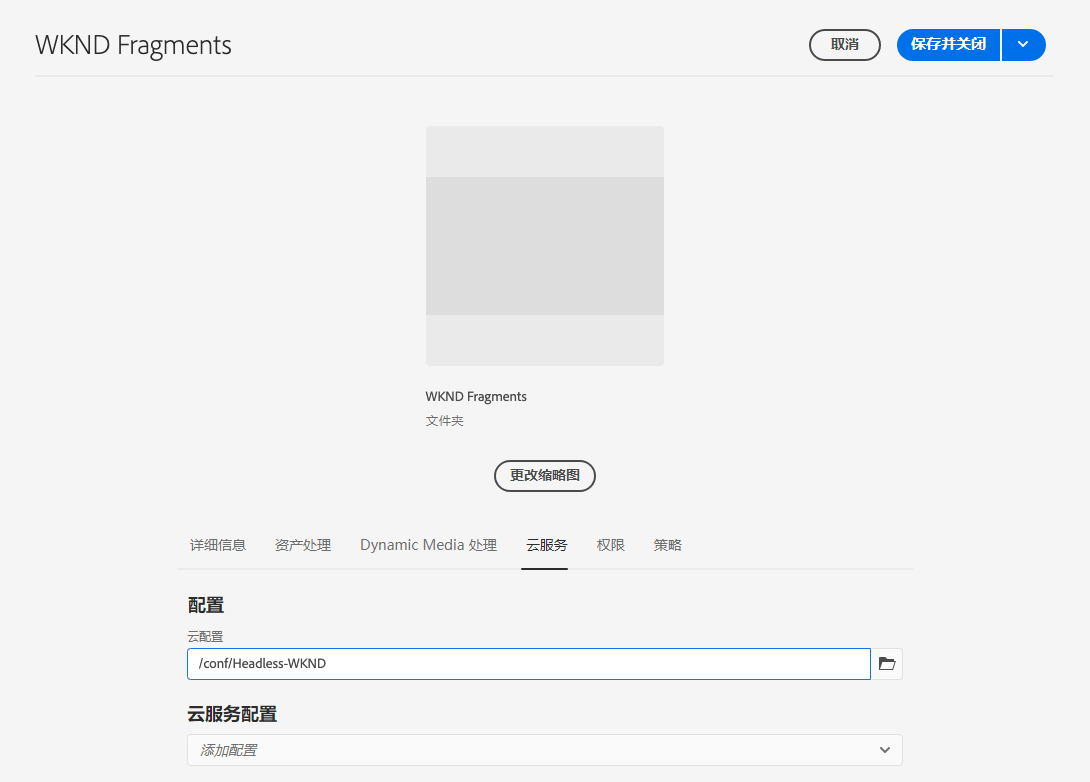 WKND Fragments
取消
保存并关闭
WKND Fragments
文件夹
更改缩略图
详细信息 资产处理 Dynamic Media 处理 云服务 权限 策略
配置
云配置
/conf/Headless-WKND
云服务配置
添加配置